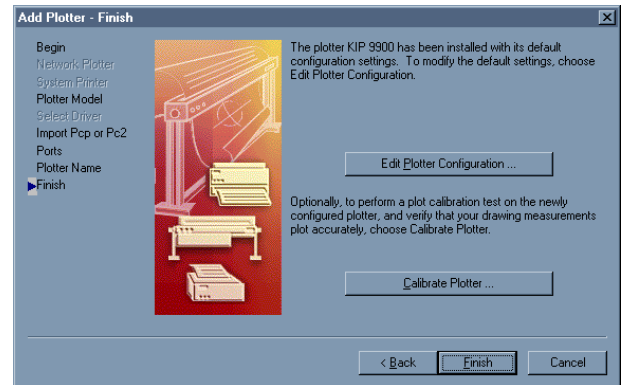 Add Plotter - Finish
Begin
Network Plotter
System Printer
Plotter Model
Select Driver
Import Pcp or Pc2
Ports
Plotter Name
Finish
The plotter KIP 9900 has been installed with its default
configuration settings. To modify the default settings, choose
Edit Plotter Configuration.
Edit Plotter Configuration ...
Optionally, to perform a plot calibration test on the newly
configured plotter, and verify that your drawing measurements
plot accurately, choose Calibrate Plotter.
Calibrate Plotter ...
< Back
Finish
Cancel